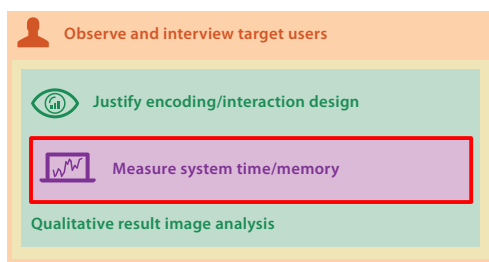 Observe and interview target users
Justify encoding/interaction design
Measure system time/memory
Qualitative result image analysis